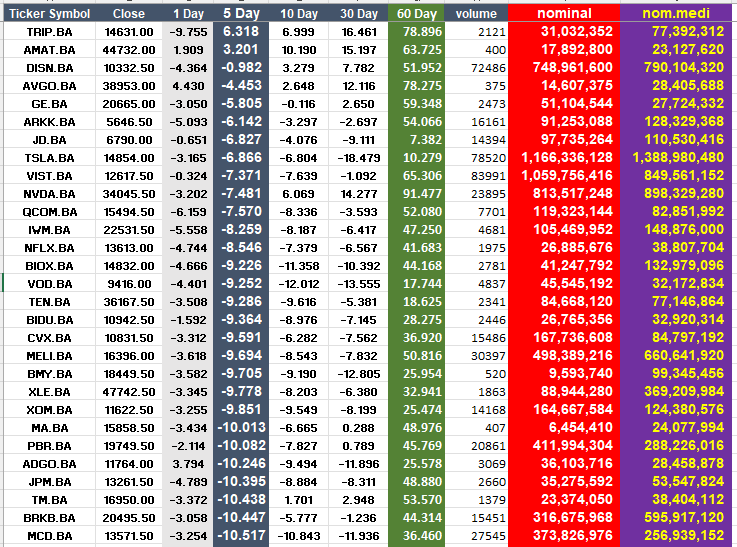 Ticker Symbol Close 1 Day 5 Day 10 Day 30 Day 60 Day volume nominal nom.medi
TRIP.BA 14631.00 -9.755 6.318 6.999 16.461 78.896 2121 31,032,352 77,392,312
AMAT.BA 44732.00 1.909 3.201 10.190 15.197 63.725 400 17,892,800 23,127,620
DISN.BA 10332.50 -4.364 -0.982 3.279 7.782 51.952 72486 748,961,600 790,104,320
AVGO.BA 38953.00 4.430 -4.453 2.648 12.116 78.275 375 14,607,375 28,405,688
GE.BA 20665.00 -3.050 -5.805 -0.116 2.650 59.348 2473 51,104,544 27,724,332
ARKK.BA 5646.50 -5.093 -6.142 -3.297 -2.697 54.066 16161 91,253,088 128,329,368
JD.BA 6790.00 -0.651 -6.827 -4.076 -9.111 7.382 14394 97,735,264 110,530,416
TSLA.BA 14854.00 -3.165 -6.866 -6.804 -18.479 10.279 78520 1,166,336,128 1,388,980,480
VIST.BA 12617.50 -0.324 -7.371 -7.639 -1.092 65.306 83991 1,059,756,416 849,561,152
NVDA.BA 34045.50 -3.202 -7.481 6.069 14.277 91.477 23895 813,517,248 898,329,280
QCOM.BA 15494.50 -6.159 -7.570 -8.336 -3.593 52.080 7701 119,323,144 82,851,992
IWM.BA 22531.50 -5.558 -8.259 -8.187 -6.417 47.250 4681 105,469,952 148,876,000
NFLX.BA 13613.00 -4.744 -8.546 -7.379 -6.567 41.683 1975 26,885,676 38,807,704
BIOX.BA 14832.00 -4.666 -9.226 -11.358 -10.392 44.168 2781 41,247,792 132,979,096
VOD.BA 9416.00 -4.401 -9.252 -12.012 -13.555 17.744 4837 45,545,192 32,172,834
TEN.BA 36167.50 -3.508 -9.286 -9.616 -5.381 18.625 2341 84,668,120 77,146,864
BIDU.BA 10942.50 -1.592 -9.364 -8.976 -7.145 28.275 2446 26,765,356 32,920,314
CVX.BA 10831.50 -3.312 -9.591 -6.282 -7.562 36.920 15486 167,736,608 84,797,192
MELI.BA 16396.00 -3.618 -9.694 -8.543 -7.832 50.816 30397 498,389,216 660,641,920
BMY.BA 18449.50 -3.582 -9.705 -9.190 -12.805 25.954 520 9,593,740 99,345,456
XLE.BA 47742.50 -3.345 -9.778 -8.203 -6.380 32.941 1863 88,944,280 369,209,984
XOM.BA 11622.50 -3.255 -9.851 -9.549 -8.199 25.474 14168 164,667,584 124,380,576
MA.BA 15858.50 -3.434 -10.013 -6.665 0.288 48.976 407 6,454,410 24,077,994
PBR.BA 19749.50 -2.114 -10.082 -7.827 0.789 45.769 20861 411,994,304 288,226,016
ADGO.BA 11764.00 3.794 -10.246 -9.494 -11.896 25.578 3069 36,103,716 28,458,878
JPM.BA 13261.50 -4.789 -10.395 -8.884 -8.311 48.880 2660 35,275,592 53,547,824
TM.BA 16950.00 -3.372 -10.438 1.701 2.948 53.570 1379 23,374,050 38,404,112
BRKB.BA 20495.50 -3.058 -10.447 -5.777 -1.236 44.314 15451 316,675,968 595,917,120
MCD.BA 13571.50 -3.254 -10.517 -10.843 -11.936 36.460 27545 373,826,976 256,939,152